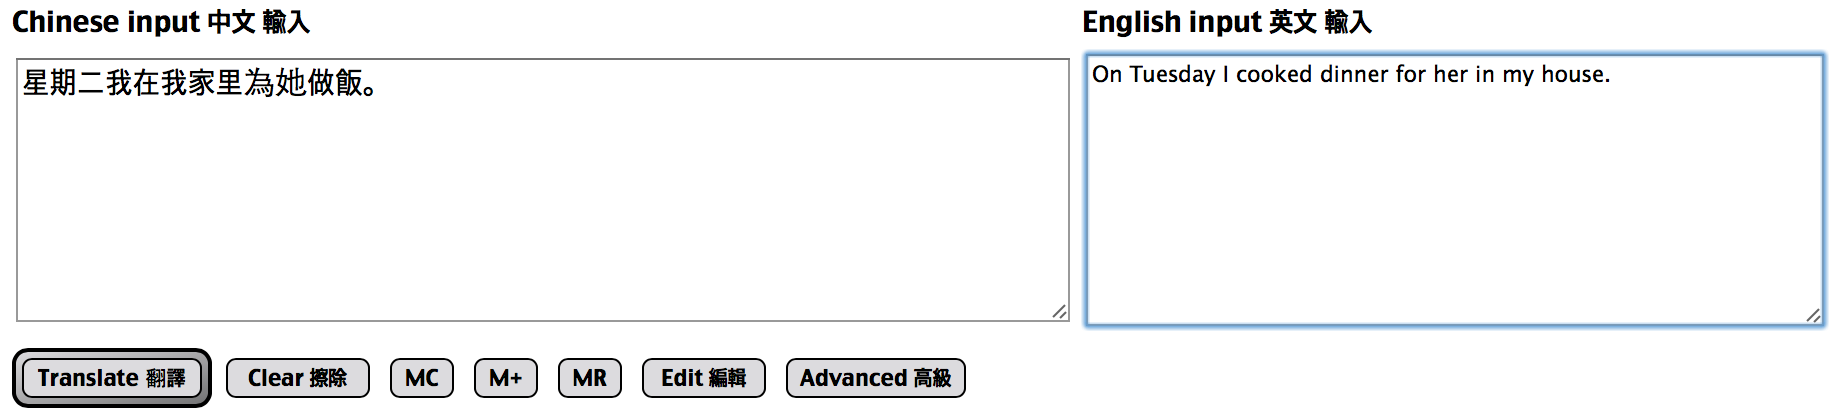 Chinese input 中文 輸入
English input 英文 輸入
星期二我在我家里為她做飯。
On Tuesday I cooked dinner for her in my house.
Translate 翻譯
Clear 擦除
MC
M+
MR
Edit 編輯
Advanced 高級